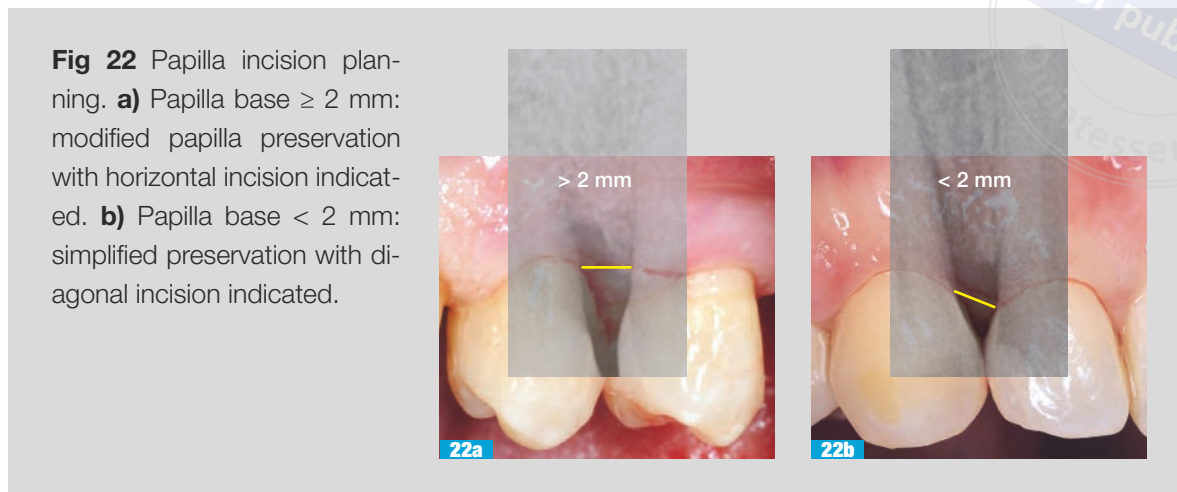 Fig 22 Papilla incision plan-
ning. a) Papilla base ≥ 2 mm:
modified papilla preservation
with horizontal incision indicat-
ed. b) Papilla base < 2 mm:
simplified preservation with di-
agonal incision indicated.
> 2 mm
< 2 mm
22a
22b